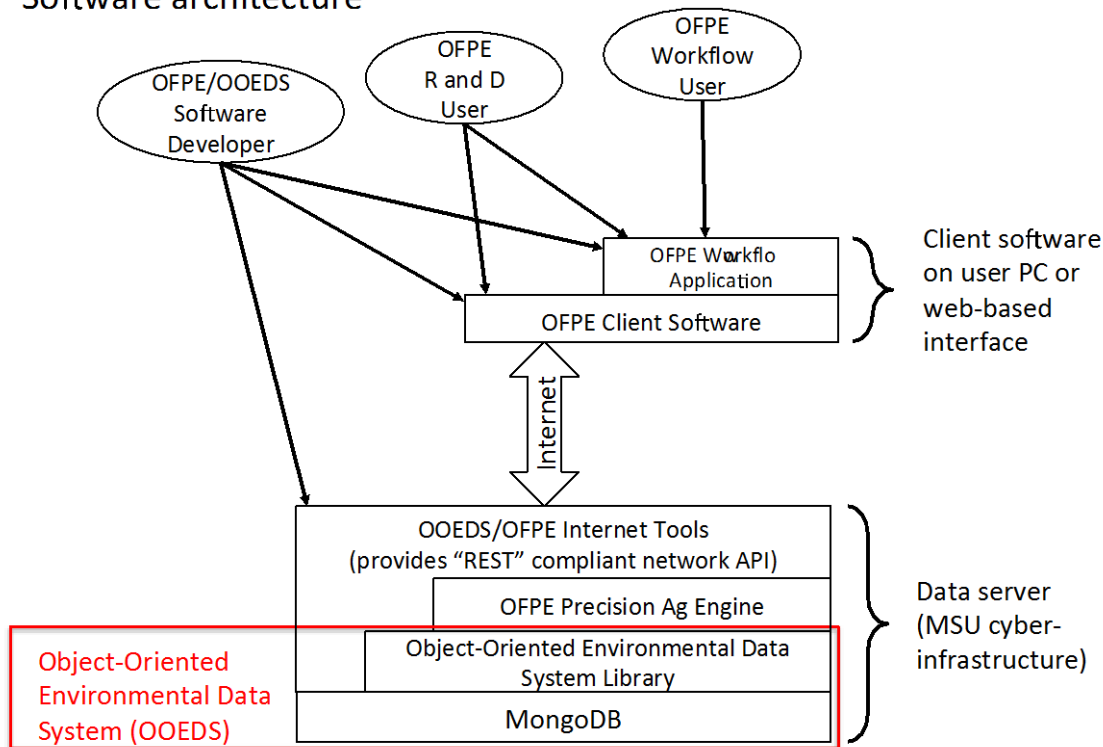 Software architecture
OFPE
Workflow
User
OFPE
R and D
User
OFPE/OOEDS
Software
Developer
OFPE Workflo
Application
OFPE Client Software
Client software
on user PC or
web-based
interface
Internet
OOEDS/OFPE Internet Tools
(provides “REST” compliant network API)
OFPE Precision Ag Engine
Object-Oriented Environmental Data
System Library
MongoDB
Data server
(MSU cyber-
infrastructure)
Object-Oriented
Environmental Data
System (OOEDS)